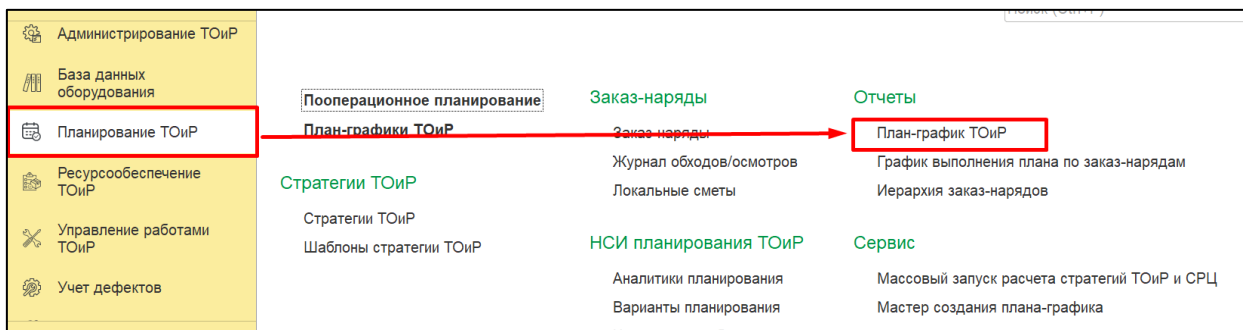 Поиск (Ctrl+F)
Администрирование ТОиР
База данных
оборудования
Планирование ТОиР
Ресурсообеспечение
ТОиР
Управление работами
ТОиР
Учет дефектов
Пооперационное планирование
План-графики ТОиР
Стратегии ТОиР
Стратегии ТОиР
Шаблоны стратегии ТОиР
Заказ-наряды
Заказ-наряды
Журнал обходов/осмотров
Локальные сметы
НСИ планирования ТОиР
Аналитики планирования
Варианты планирования
Отчеты
План-график ТОиР
График выполнения плана по заказ-нарядам
Иерархия заказ-нарядов
Сервис
Массовый запуск расчета стратегий ТОиР и СРЦ
Мастер создания плана-графика